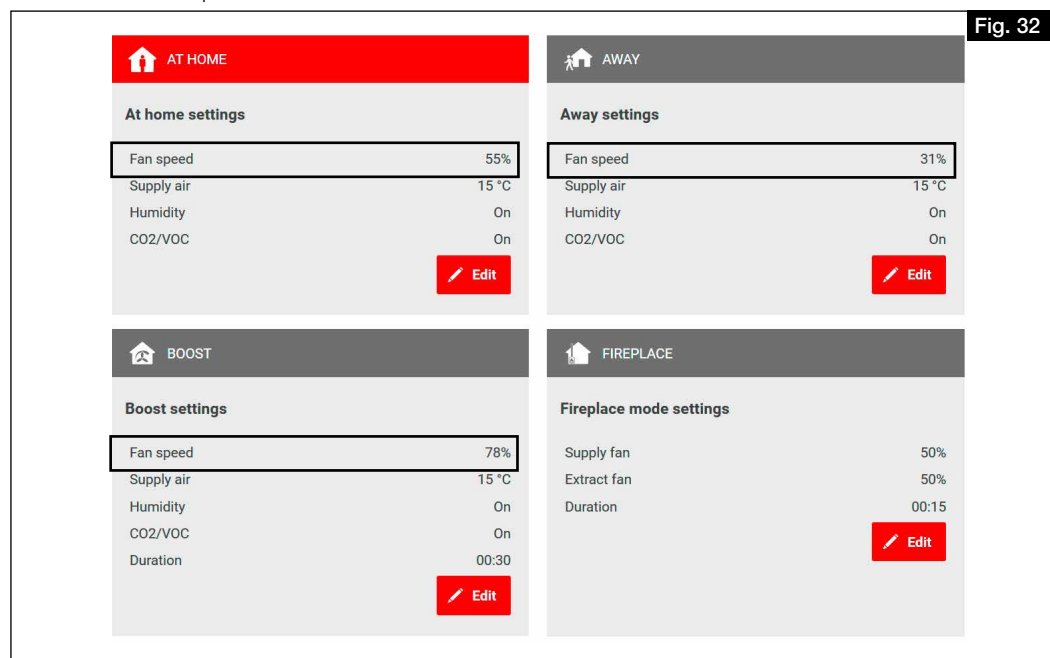 Fig. 32
AT HOME
At home settings
Fan speed 55%
Supply air 15 °C
Humidity On
CO2/VOC On
Edit
AWAY
Away settings
Fan speed 31%
Supply air 15 °C
Humidity On
CO2/VOC On
Edit
BOOST
Boost settings
Fan speed 78%
Supply air 15 °C
Humidity On
CO2/VOC On
Duration 00:30
Edit
FIREPLACE
Fireplace mode settings
Supply fan 50%
Extract fan 50%
Duration 00:15
Edit